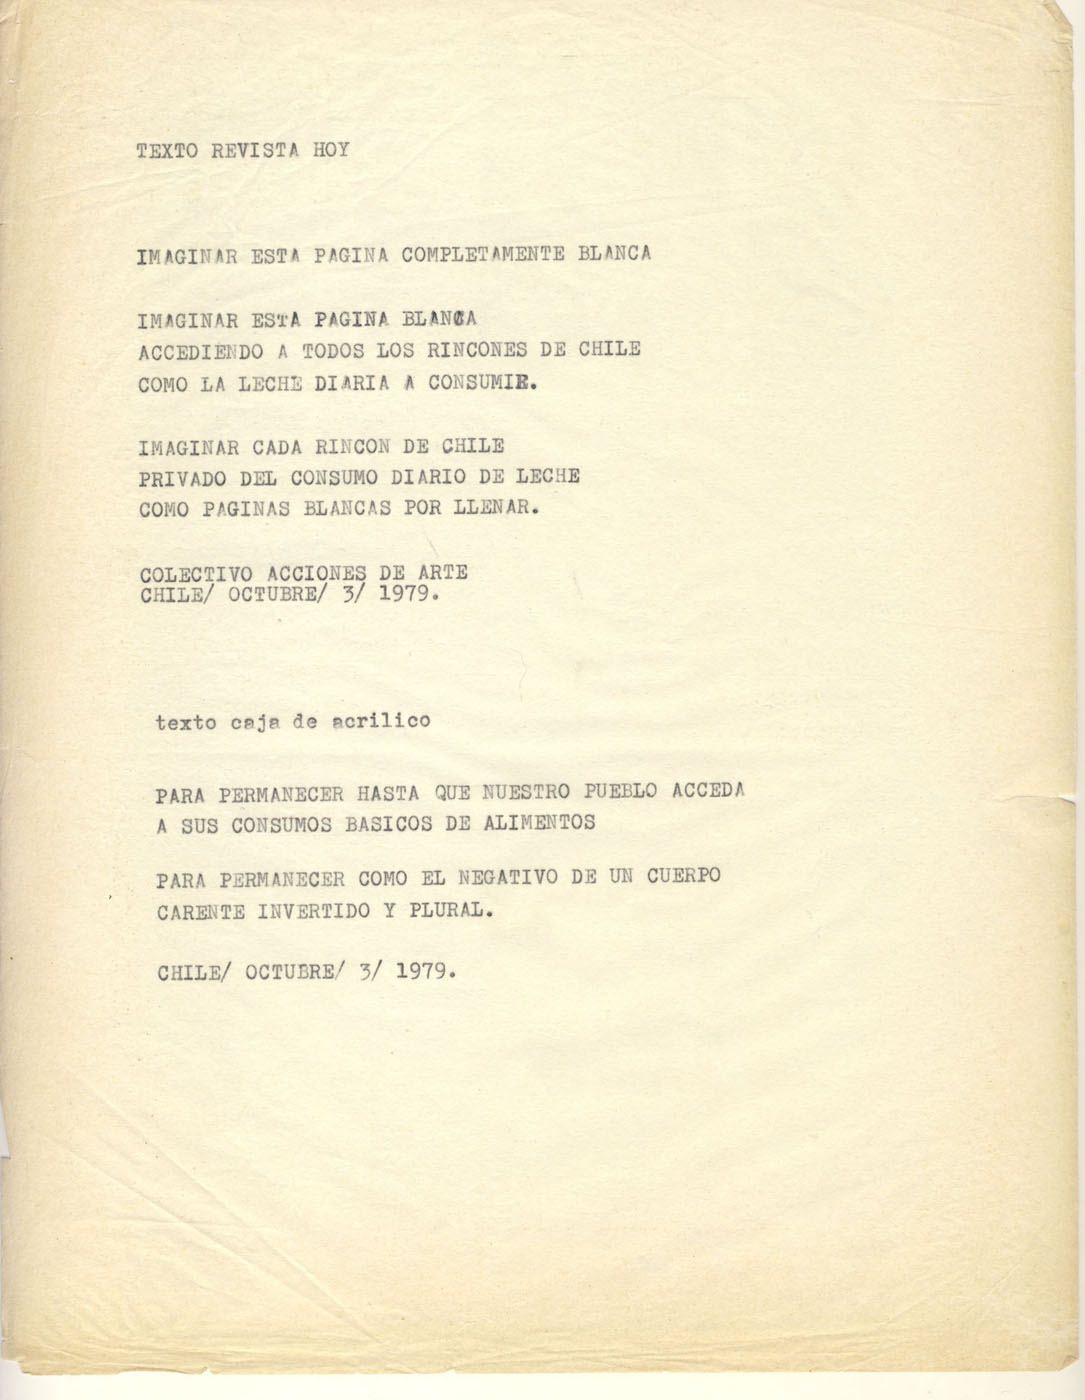 TEXTO REVISTA HOY
IMAGINAR ESTA PAGINA COMPLETAMENTE BLANCA
IMAGINAR ESTA PAGINA BLANCA
ACCEDIENDO A TODOS LOS RINCONES DE CHILE
COMO LA LECHE DIARIA A CONSUMIR.
IMAGINAR CADA RINCON DE CHILE
PRIVADO DEL CONSUMO DIARIO DE LECHE
COMO PAGINAS BLANCAS POR LLENAR.
COLECTIVO ACCIONES DE ARTE
CHILE/ OCTUBRE/ 3/ 1979.
texto caja de acrilico
PARA PERMANECER HASTA QUE NUESTRO PUEBLO ACCEDA
A SUS CONSUMOS BASICOS DE ALIMENTOS
PARA PERMANECER COMO EL NEGATIVO DE UN CUERPO
CARENTE INVERTIDO Y PLURAL.
CHILE/ OCTUBRE/ 3/ 1979.